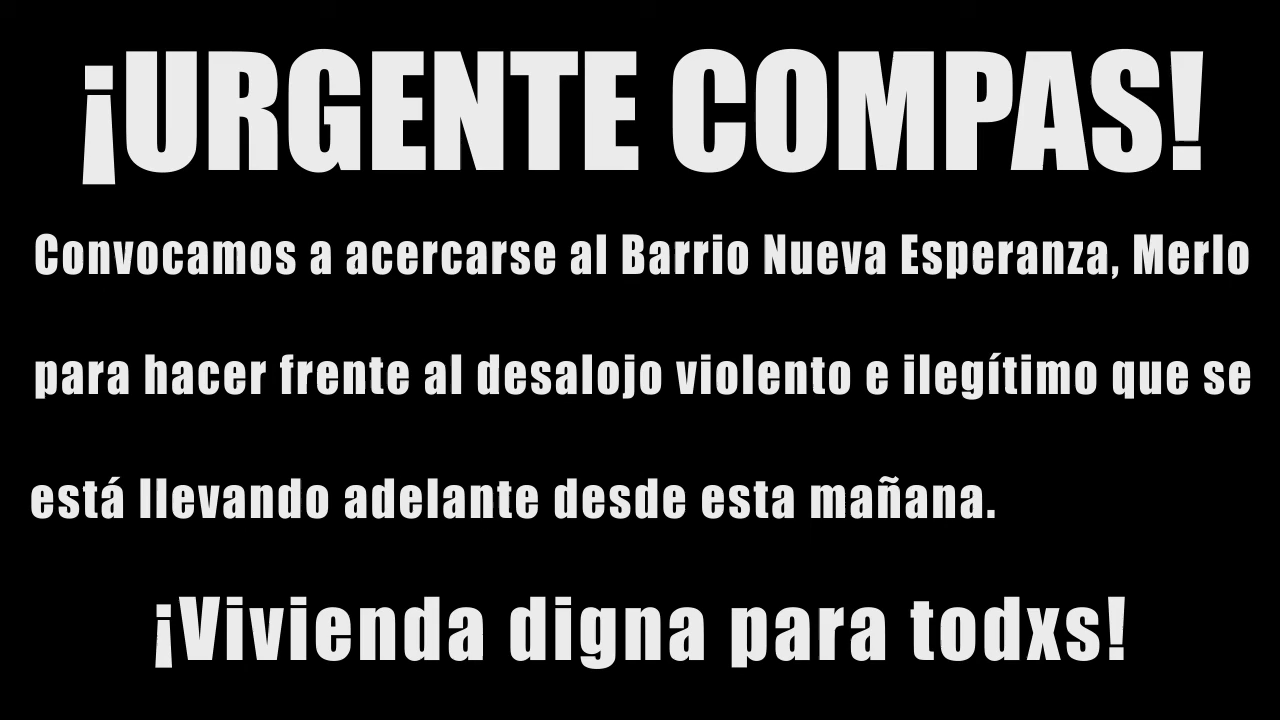 ¡URGENTE COMPAS!
Convocamos a acercarse al Barrio Nueva Esperanza, Merlo
para hacer frente al desalojo violento e ilegítimo que se
está llevando adelante desde esta mañana.
¡Vivienda digna para todxs!